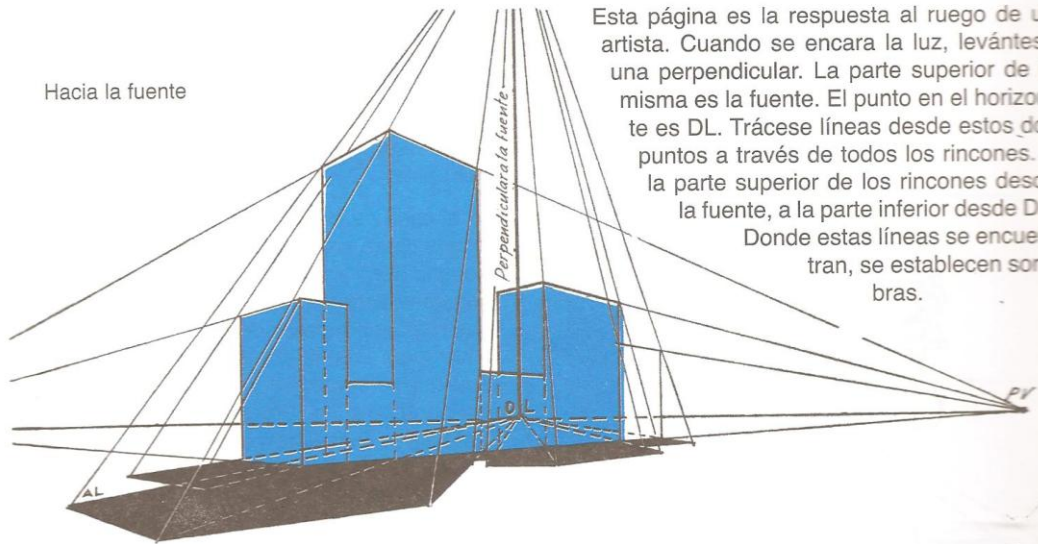 Esta página es la respuesta al ruego de u
artista. Cuando se encara la luz, levántes
una perpendicular. La parte superior de
misma es la fuente. El punto en el horizo
te es DL. Trácese líneas desde estos do
puntos a través de todos los rincones.
la parte superior de los rincones desd
la fuente, a la parte inferior desde D
Donde estas líneas se encue
tran, se establecen som
bras.
Hacia la fuente
Perpendicular a la fuente
DL
PV
AL